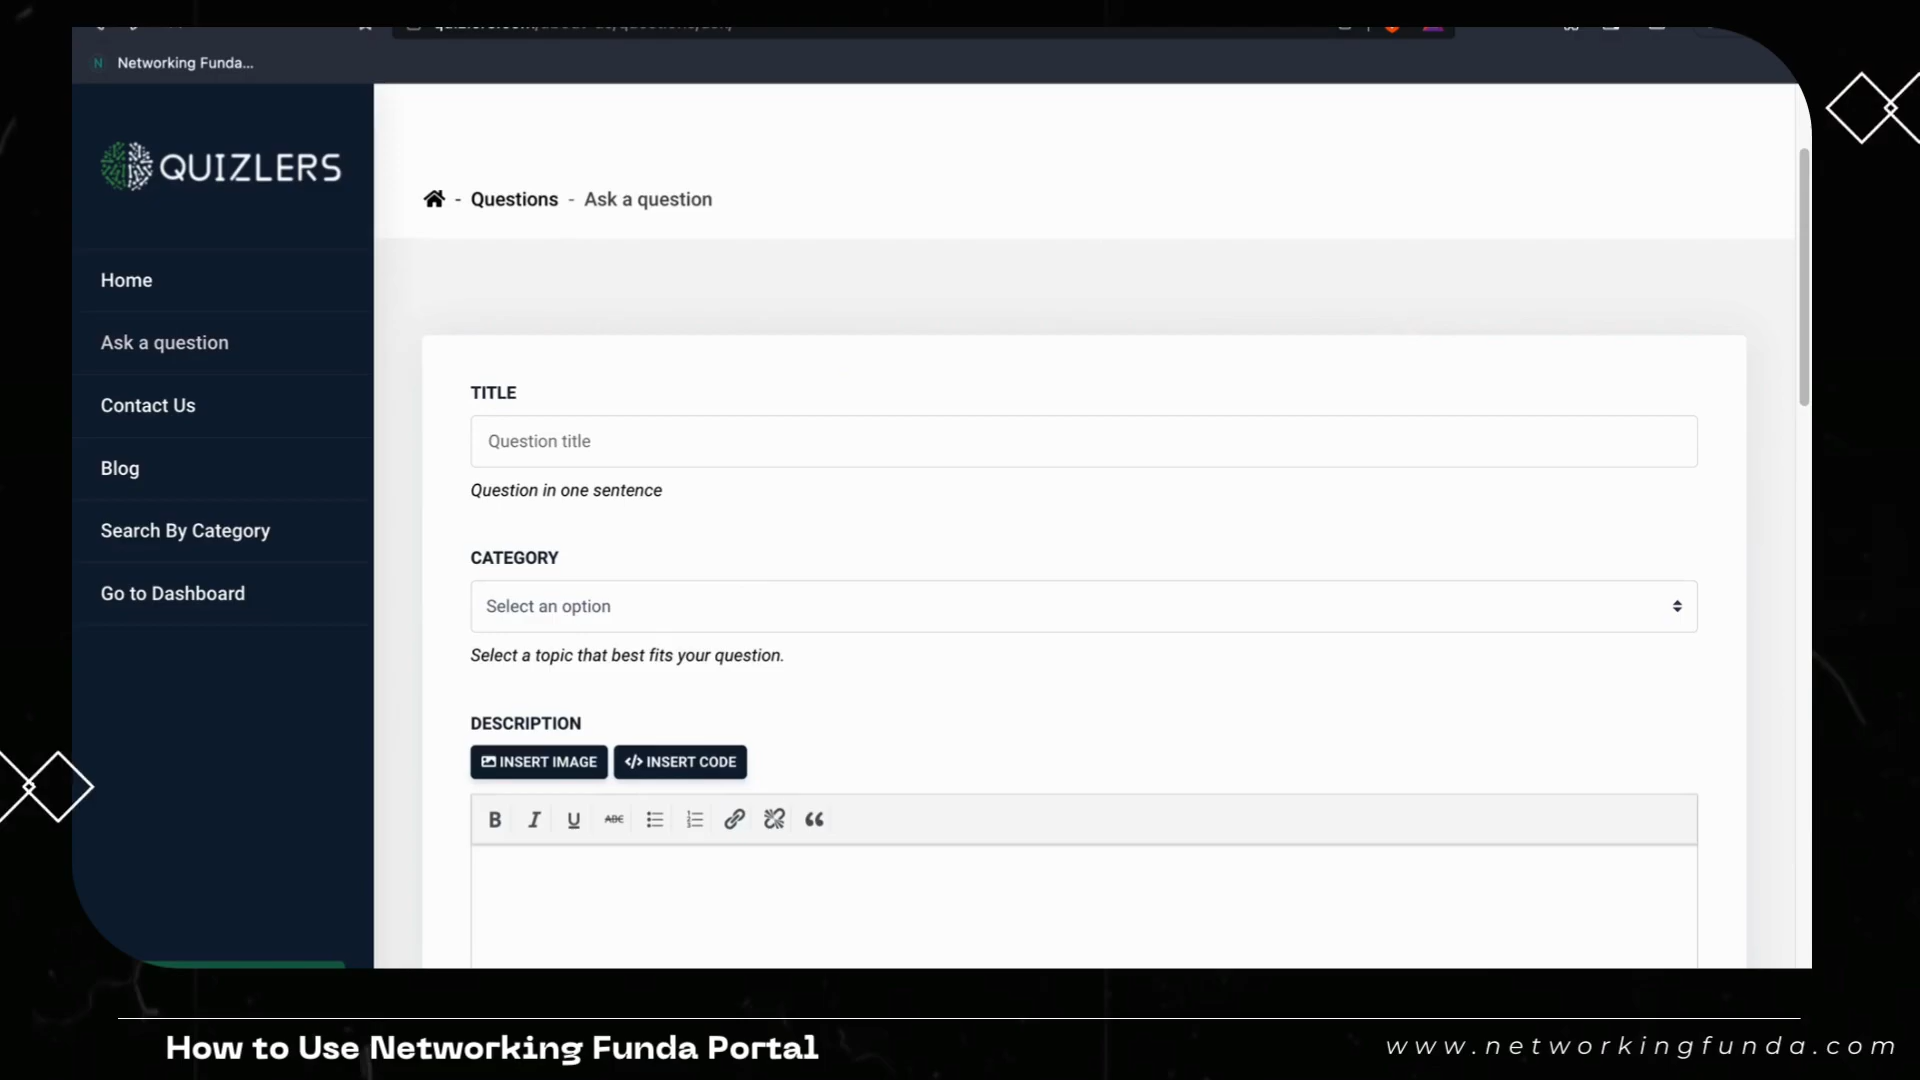 Networking Funda...
QUIZLERS
Home
Ask a question
Contact Us
Blog
Search By Category
Go to Dashboard
- Questions - Ask a question
TITLE
Question title
Question in one sentence
CATEGORY
Select an option
Select a topic that best fits your question.
DESCRIPTION
INSERT IMAGE </> INSERT CODE
B I U ABC
How to Use Networking Funda Portal
www.networkingfunda.com